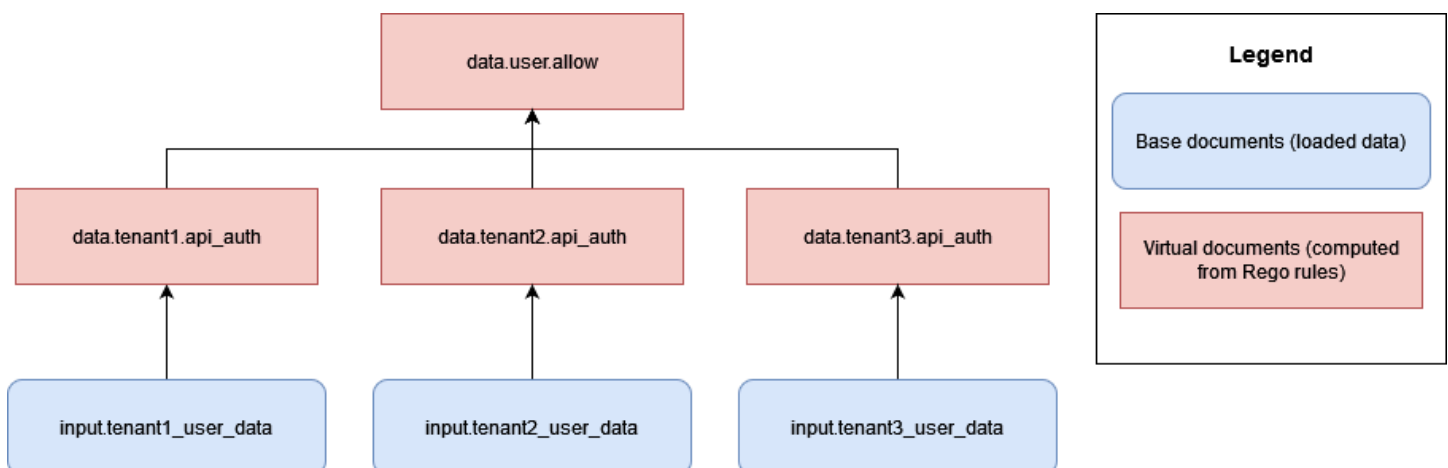 data.user.allow
Legend
Base documents (loaded data)
data.tenant1.api_auth
data.tenant2.api_auth
data.tenant3.api_auth
Virtual documents (computed
from Rego rules)
input.tenant1_user_data
input.tenant2_user_data
input.tenant3_user_data